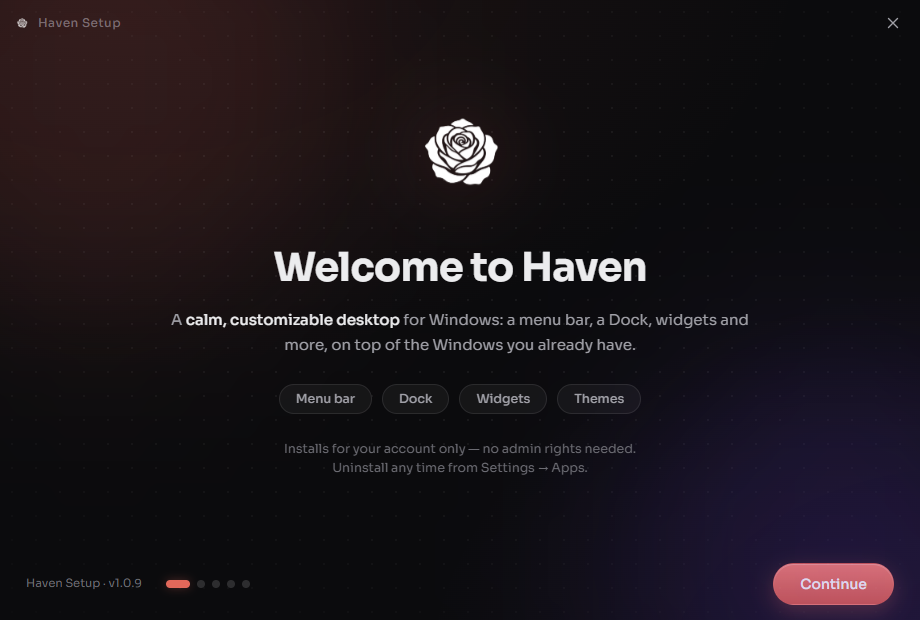 Haven Setup
Welcome to Haven
A calm, customizable desktop for Windows: a menu bar, a Dock, widgets and
more, on top of the Windows you already have.
Menu bar Dock Widgets Themes
Installs for your account only — no admin rights needed.
Uninstall any time from Settings → Apps.
Haven Setup · v1.0.9
Continue